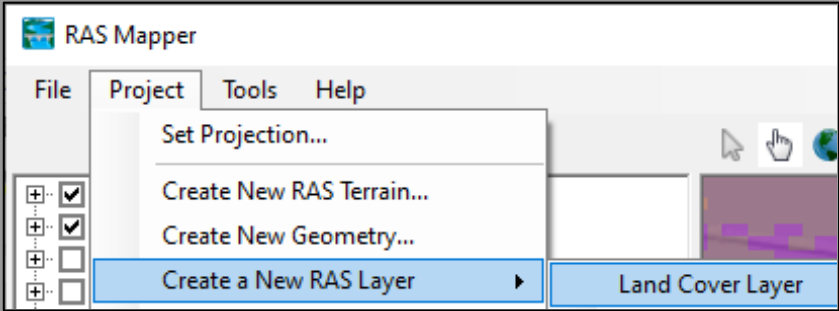 RAS Mapper
File Project Tools Help
Set Projection...
Create New RAS Terrain...
Create New Geometry...
Create a New RAS Layer Land Cover Layer